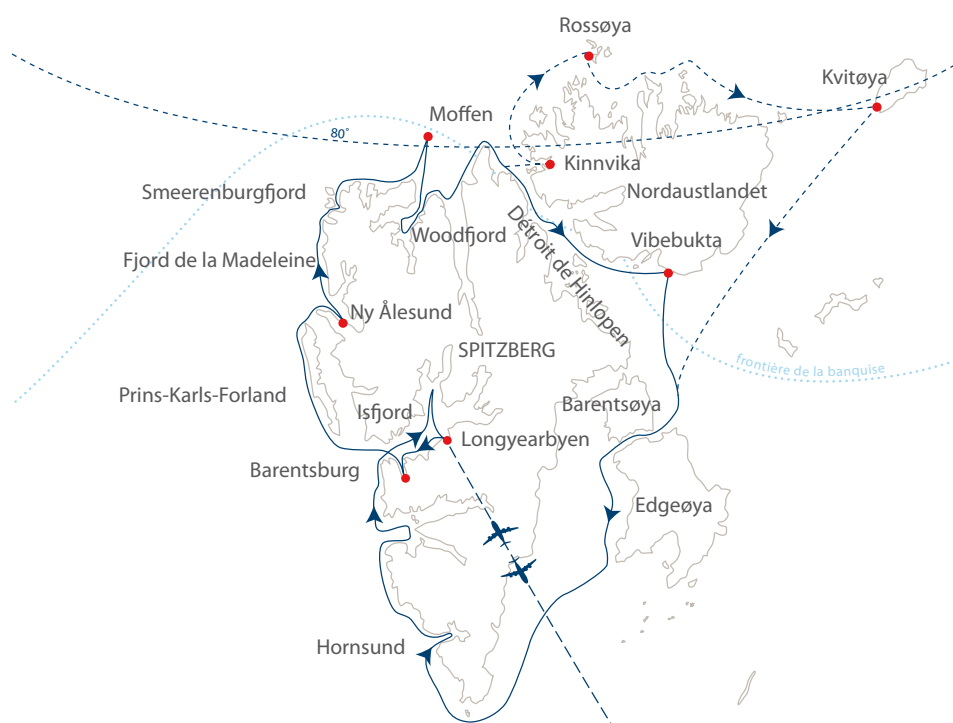 Rossøya
Kvitøya
Moffen
80°
Kinnvika
Smeerenburgfjord
Nordaustlandet
Woodfjord
Vibebukta
Fjord de la Madeleine
Détroit de Hinlopen
Ny Ålesund
SPITZBERG
frontière de la banquise
Prins-Karls-Forland
Isfjord
Barentsøya
Longyearbyen
Barentsburg
Edgeøya
Hornsund